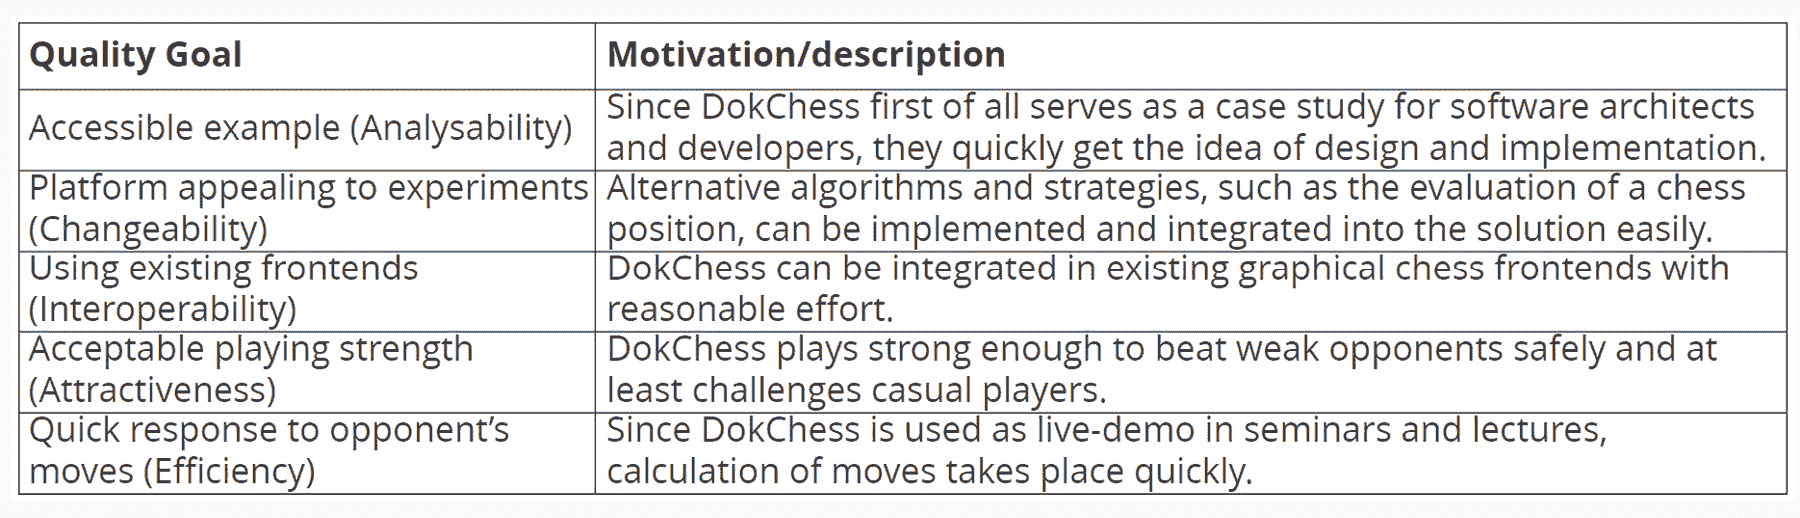 Quality Goal
Motivation/description
Accessible example (Analysability)
Since DokChess first of all serves as a case study for software architects
and developers, they quickly get the idea of design and implementation.
Platform appealing to experiments
(Changeability)
Alternative algorithms and strategies, such as the evaluation of a chess
position, can be implemented and integrated into the solution easily.
Using existing frontends
(Interoperability)
DokChess can be integrated in existing graphical chess frontends with
reasonable effort.
Acceptable playing strength
(Attractiveness)
DokChess plays strong enough to beat weak opponents safely and at
least challenges casual players.
Quick response to opponent’s
moves (Efficiency)
Since DokChess is used as live-demo in seminars and lectures,
calculation of moves takes place quickly.